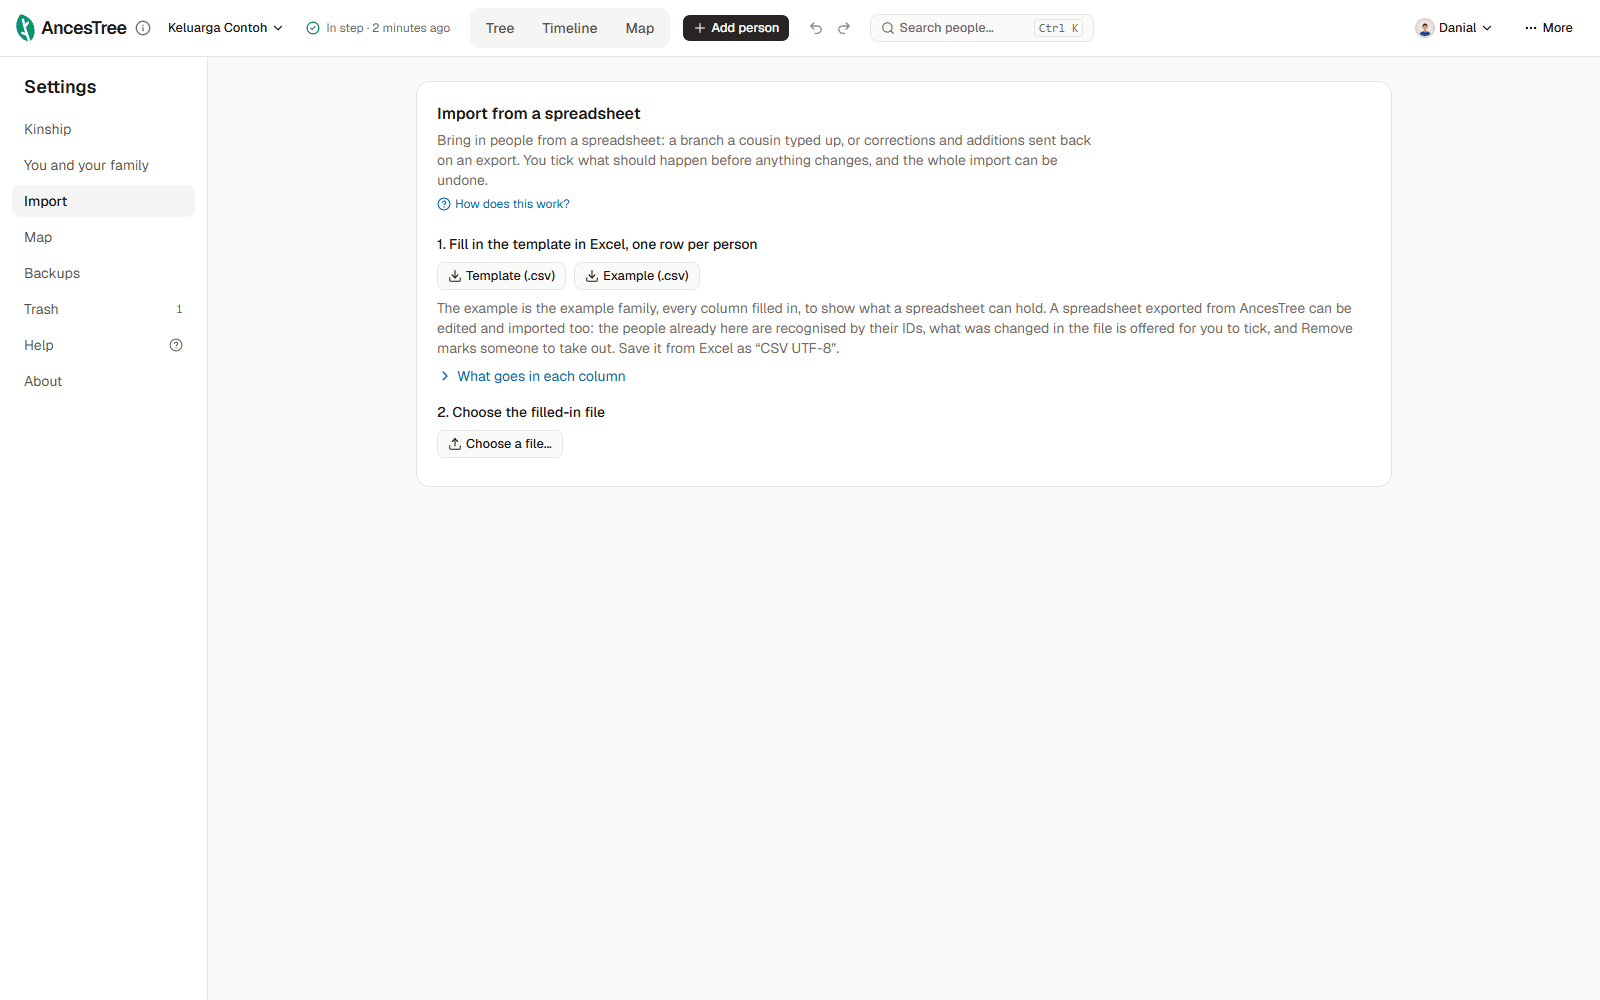 AncesTree
Keluarga Contoh
In step · 2 minutes ago
Tree
Timeline
Map
Add person
Search people...
Ctrl K
Danial
More
Settings
Kinship
You and your family
Import
Map
Backups
Trash 1
Help
About
Import from a spreadsheet
Bring in people from a spreadsheet: a branch a cousin typed up, or corrections and additions sent back
on an export. You tick what should happen before anything changes, and the whole import can be
undone.
How does this work?
1. Fill in the template in Excel, one row per person
Template (.csv)
Example (.csv)
The example is the example family, every column filled in, to show what a spreadsheet can hold. A spreadsheet exported from AncesTree can be
edited and imported too: the people already here are recognised by their IDs, what was changed in the file is offered for you to tick, and Remove
marks someone to take out. Save it from Excel as “CSV UTF-8”.
What goes in each column
2. Choose the filled-in file
Choose a file...